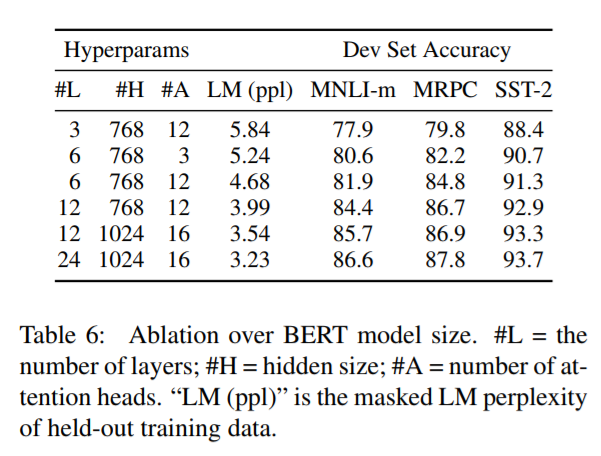 Hyperparams Dev Set Accuracy
#L #H #A LM (ppl) MNLI-m MRPC SST-2
3 768 12 5.84 77.9 79.8 88.4
6 768 3 5.24 80.6 82.2 90.7
6 768 12 4.68 81.9 84.8 91.3
12 768 12 3.99 84.4 86.7 92.9
12 1024 16 3.54 85.7 86.9 93.3
24 1024 16 3.23 86.6 87.8 93.7
Table 6: Ablation over BERT model size. #L = the
number of layers; #H = hidden size; #A = number of at-
tention heads. “LM (ppl)” is the masked LM perplexity
of held-out training data.